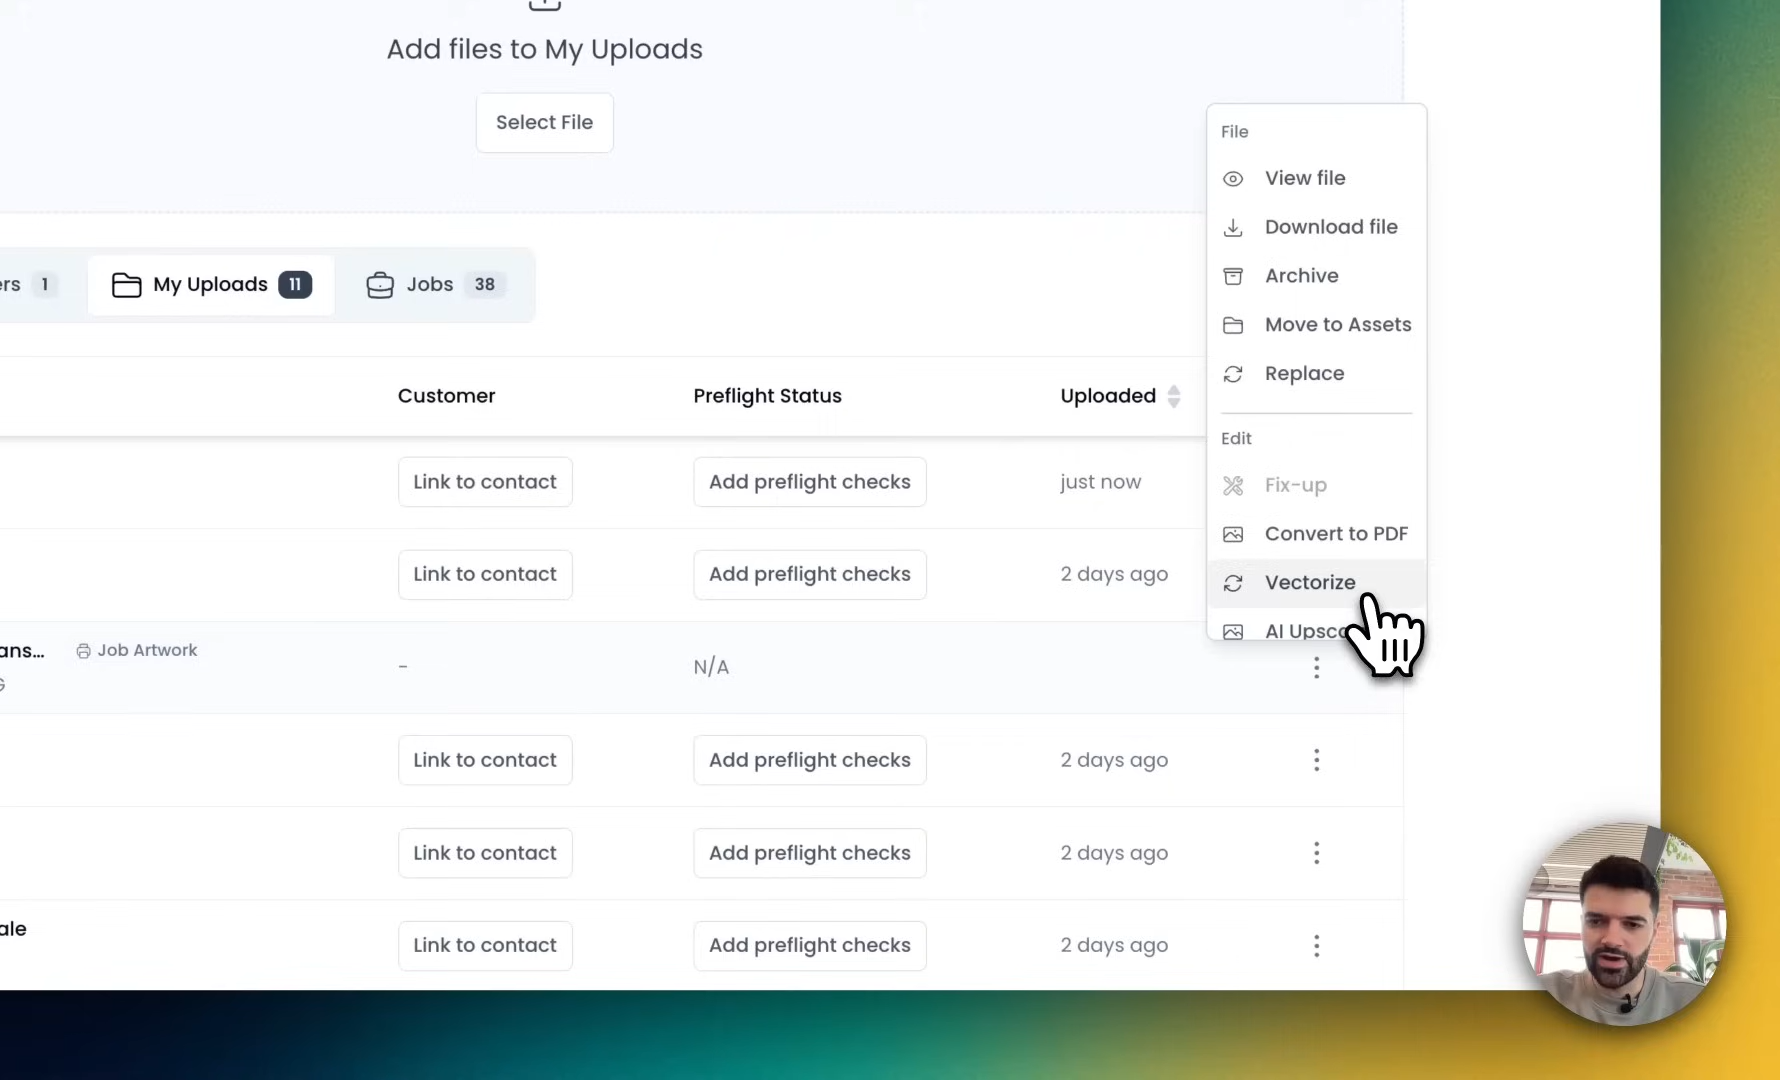 Add files to My Uploads
Select File
ers 1 My Uploads 11 Jobs 38
Customer Preflight Status Uploaded
Link to contact Add preflight checks just now
Link to contact Add preflight checks 2 days ago
ans... Job Artwork - N/A
G
Link to contact Add preflight checks 2 days ago
Link to contact Add preflight checks 2 days ago
ale
Link to contact Add preflight checks 2 days ago
File
View file
Download file
Archive
Move to Assets
Replace
Edit
Fix-up
Convert to PDF
Vectorize
AI Upsc